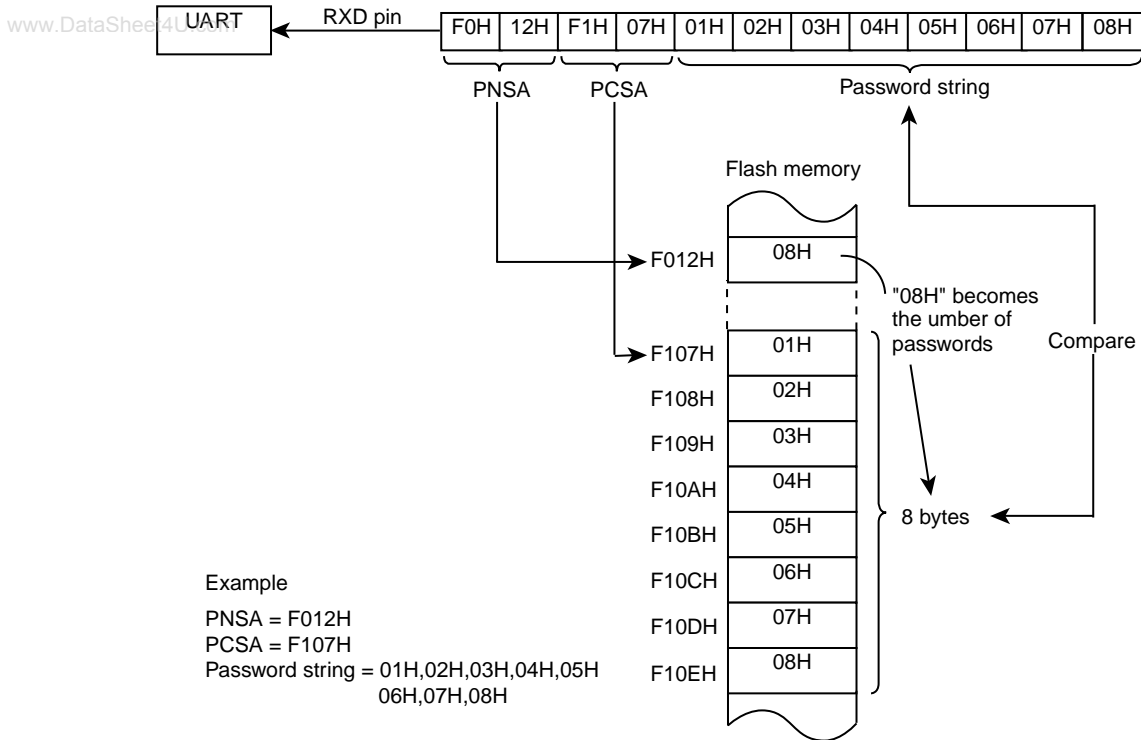 www.DataSheet4U.com
UART
RXD pin
F0H 12H F1H 07H 01H 02H 03H 04H 05H 06H 07H 08H
PNSA
PCSA
Password string
Flash memory
F012H
08H
"08H" becomes
the umber of
passwords
Compare
F107H
01H
F108H
02H
F109H
03H
F10AH
04H
F10BH
05H
8 bytes
F10CH
06H
F10DH
07H
F10EH
08H
Example
PNSA = F012H
PCSA = F107H
Password string = 01H,02H,03H,04H,05H
06H,07H,08H